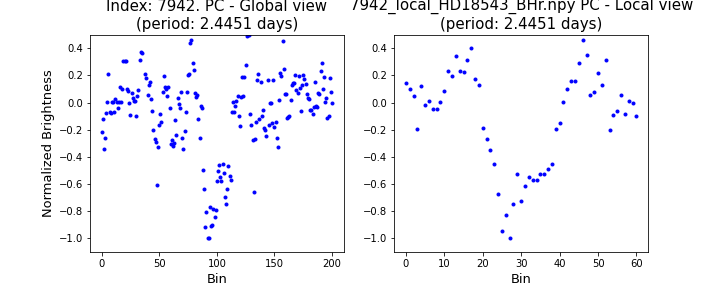 Index: 7942. PC - Global view
(period: 2.4451 days)
7942_local_HD18543_BHr.npy PC - Local view
(period: 2.4451 days)
Normalized Brightness
0.4
0.2
0.0
−0.2
−0.4
−0.6
−0.8
−1.0
0 50 100 150 200
Bin
0.4
0.2
0.0
−0.2
−0.4
−0.6
−0.8
−1.0
0 10 20 30 40 50 60
Bin